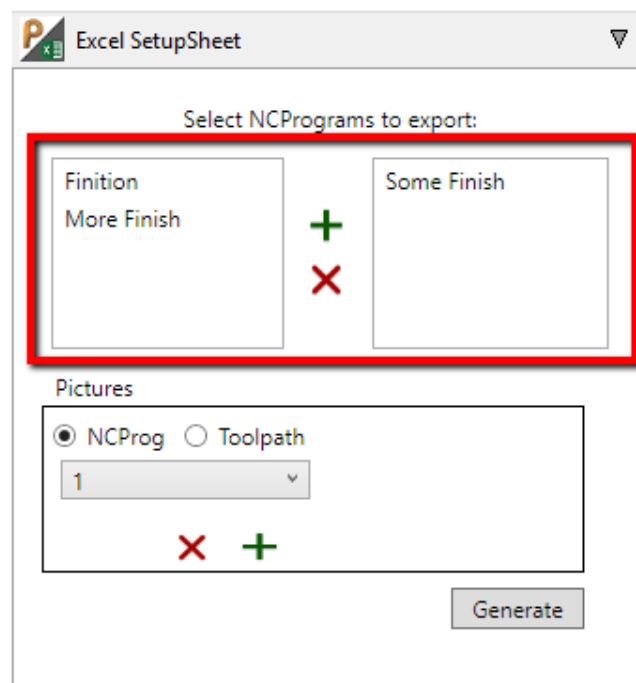 Excel SetupSheet
Select NCPrograms to export:
Finition
More Finish
Some Finish
Pictures
NCProg Toolpath
1
Generate